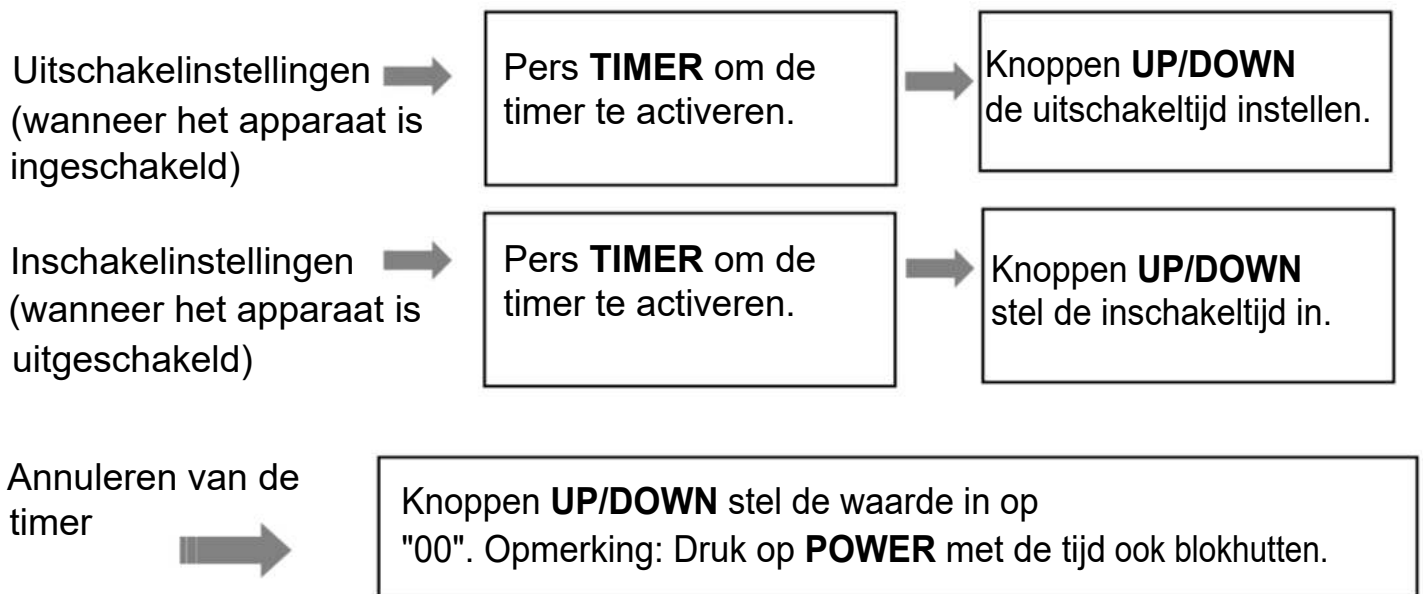 Uitschakelinstellingen
(wanneer het apparaat is
ingeschakeld)
Pers TIMER om de
timer te activeren.
Knoppen UP/DOWN
de uitschakeltijd instellen.
Inschakelinstellingen
(wanneer het apparaat is
uitgeschakeld)
Pers TIMER om de
timer te activeren.
Knoppen UP/DOWN
stel de inschakeltijd in.
Annuleren van de
timer
Knoppen UP/DOWN stel de waarde in op
"00". Opmerking: Druk op POWER met de tijd ook blokhutten.